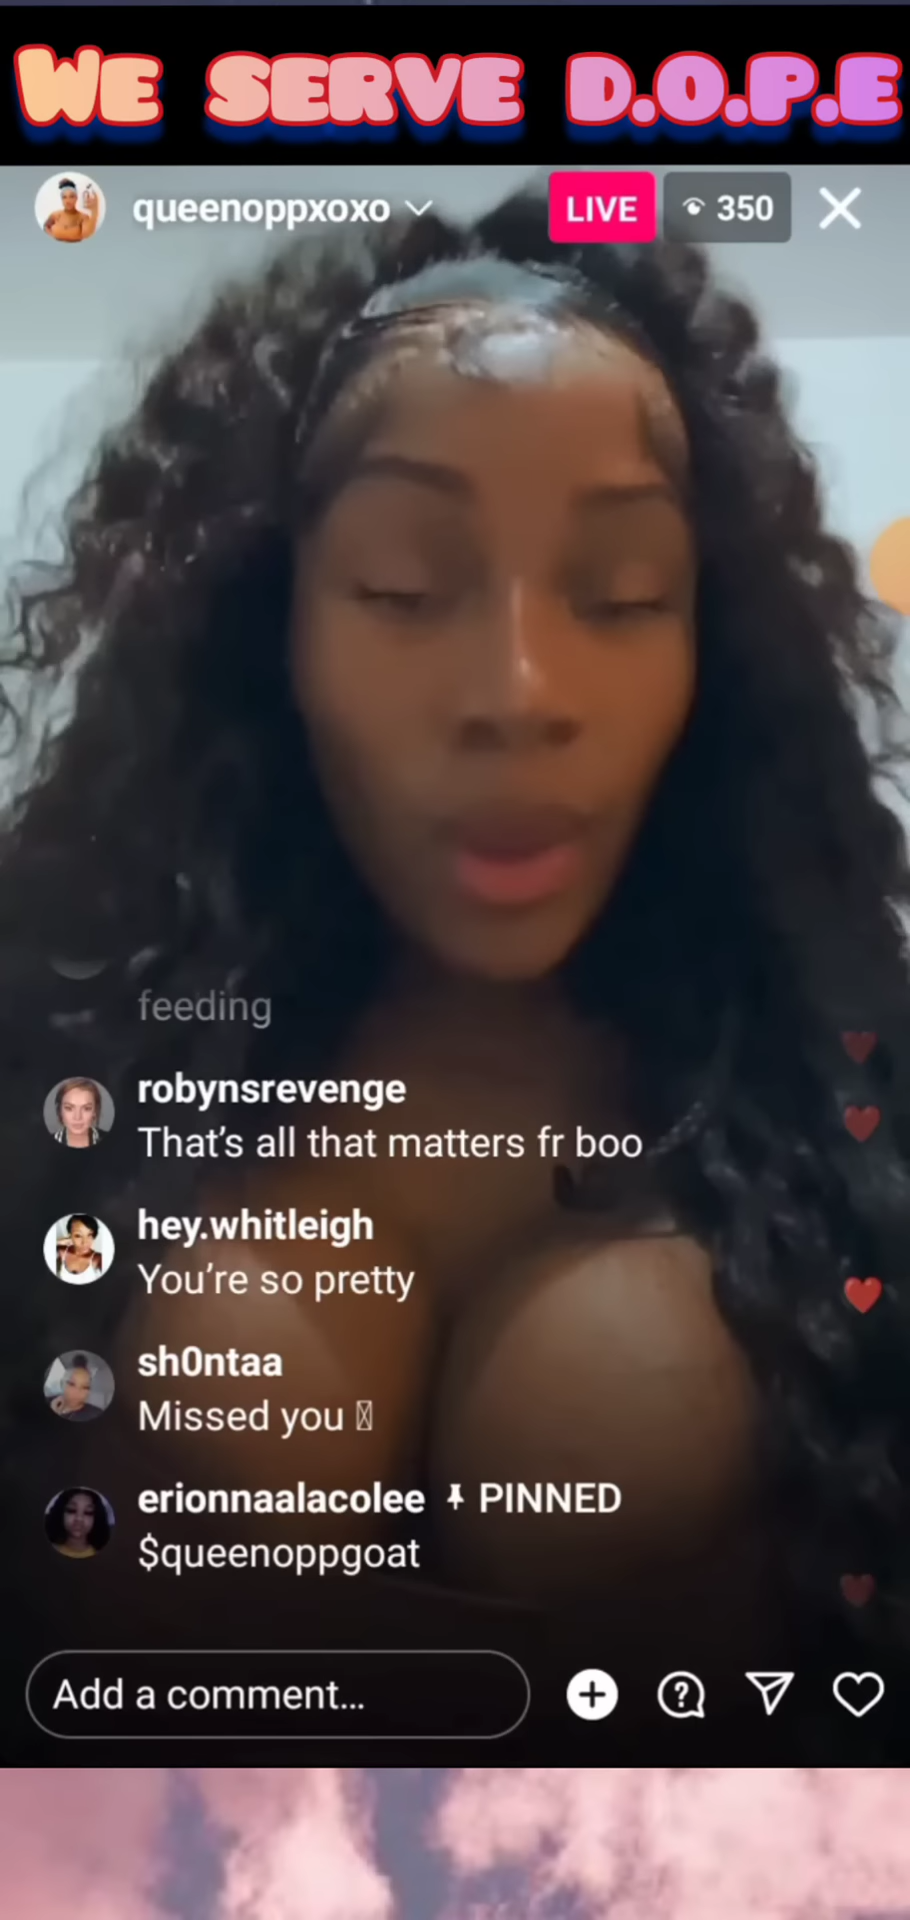 WE SERVE D.O.P.E
queenoppxoxo
LIVE
350
feeding
robynsrevenge
That's all that matters fr boo
hey.whitleigh
You're so pretty
sh0ntaa
Missed you
erionnaalacolee PINNED
$queenoppgoat
Add a comment...